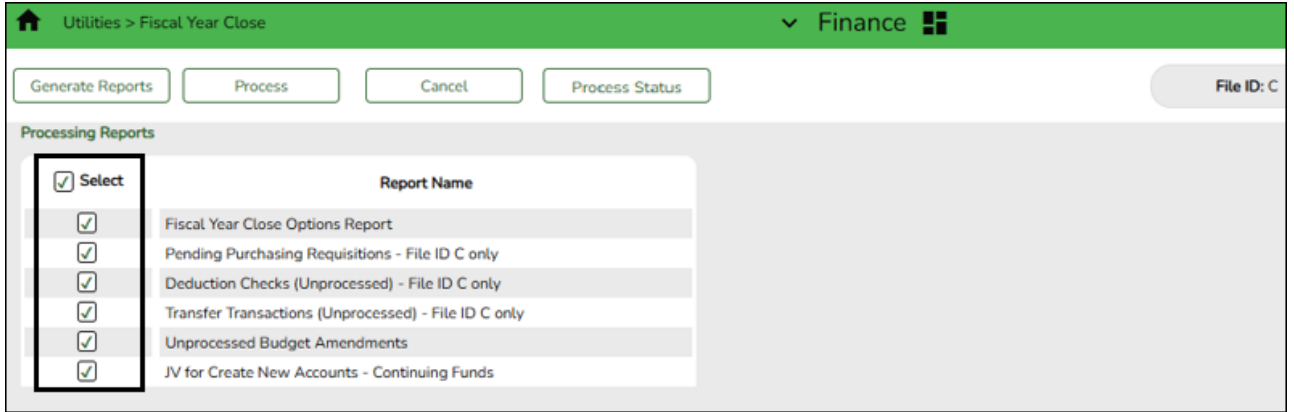 Utilities > Fiscal Year Close Finance
Generate Reports Process Cancel Process Status File ID: C
Processing Reports
Select Report Name
Fiscal Year Close Options Report
Pending Purchasing Requisitions - File ID C only
Deduction Checks (Unprocessed) - File ID C only
Transfer Transactions (Unprocessed) - File ID C only
Unprocessed Budget Amendments
JV for Create New Accounts - Continuing Funds